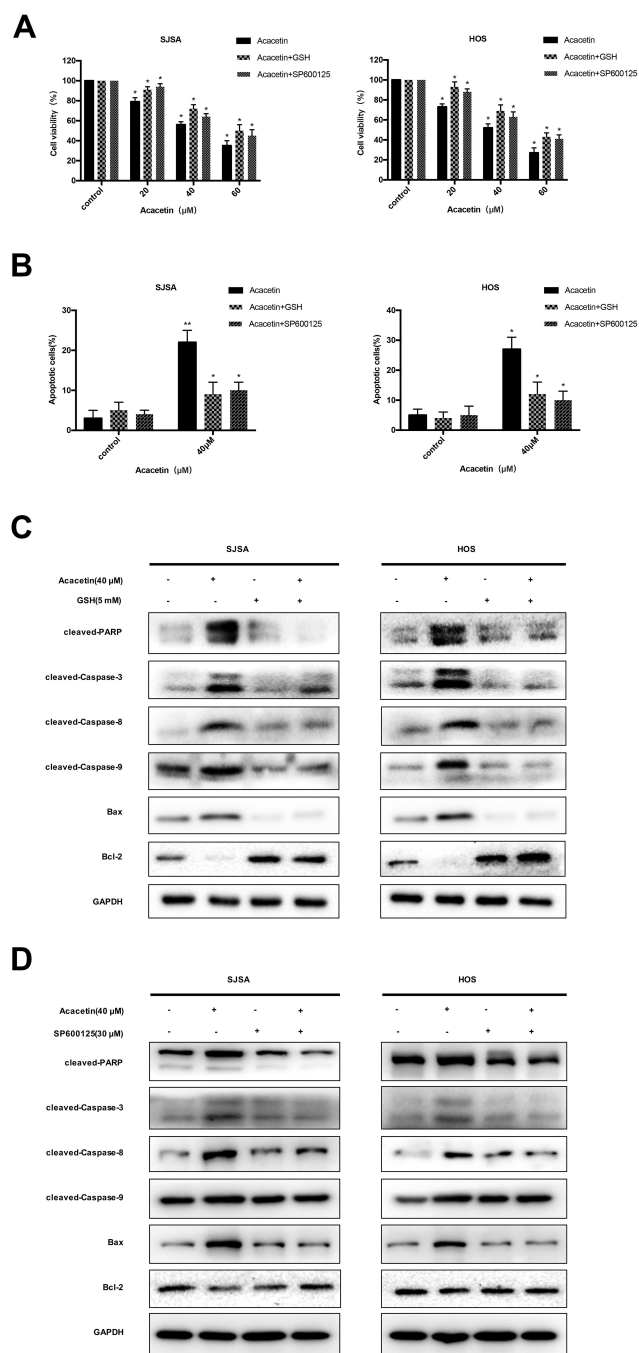 A
SJSA
Acacetin
Acacetin+GSH
Acacetin+SP600125
Cell viability(%)
100
80
60
40
20
0
* * * * * * * * *
control 20 40 60
Acacetin (μM)
HOS
Acacetin
Acacetin+GSH
Acacetin+SP600125
Cell viability(%)
100
80
60
40
20
0
* * * * * * * * *
control 20 40 60
Acacetin (μM)
B
SJSA
Acacetin
Acacetin+GSH
Acacetin+SP600125
Apoptotic cells(%)
30
20
10
0
** * *
control 40μM
Acacetin (μM)
HOS
Acacetin
Acacetin+GSH
Acacetin+SP600125
Apoptotic cells(%)
30
20
10
0
* * *
control 40μM
Acacetin (μM)
C
SJSA HOS
Acacetin(40 μM) - + - + - + - +
GSH(5 mM) - - + + - - + +
cleaved-PARP
cleaved-Caspase-3
cleaved-Caspase-8
cleaved-Caspase-9
Bax
Bcl-2
GAPDH
D
SJSA HOS
Acacetin(40 μM) - + - + - + - +
SP600125(30 μM) - - + + - - + +
cleaved-PARP
cleaved-Caspase-3
cleaved-Caspase-8
cleaved-Caspase-9
Bax
Bcl-2
GAPDH